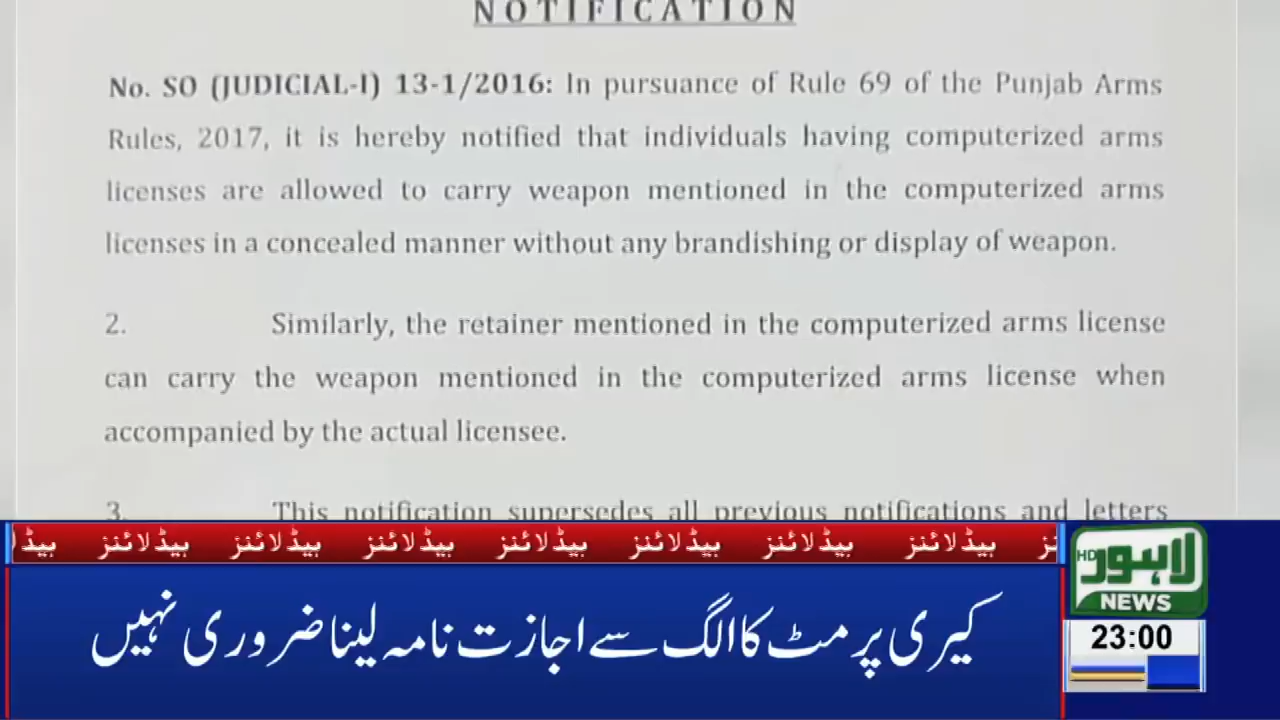 NOTIFICATION
No. SO (JUDICIAL-I) 13-1/2016: In pursuance of Rule 69 of the Punjab Arms
Rules, 2017, it is hereby notified that individuals having computerized arms
licenses are allowed to carry weapon mentioned in the computerized arms
licenses in a concealed manner without any brandishing or display of weapon.
2. Similarly, the retainer mentioned in the computerized arms license
can carry the weapon mentioned in the computerized arms license when
accompanied by the actual licensee.
3. This notification supersedes all previous notifications and letters
ہیڈلائنز ہیڈلائنز ہیڈلائنز ہیڈلائنز ہیڈلائنز ہیڈلائنز ہیڈلائنز
کیری پرمٹ کا الگ سے اجازت نامہ لینا ضروری نہیں
لاہور HD
NEWS
23:00